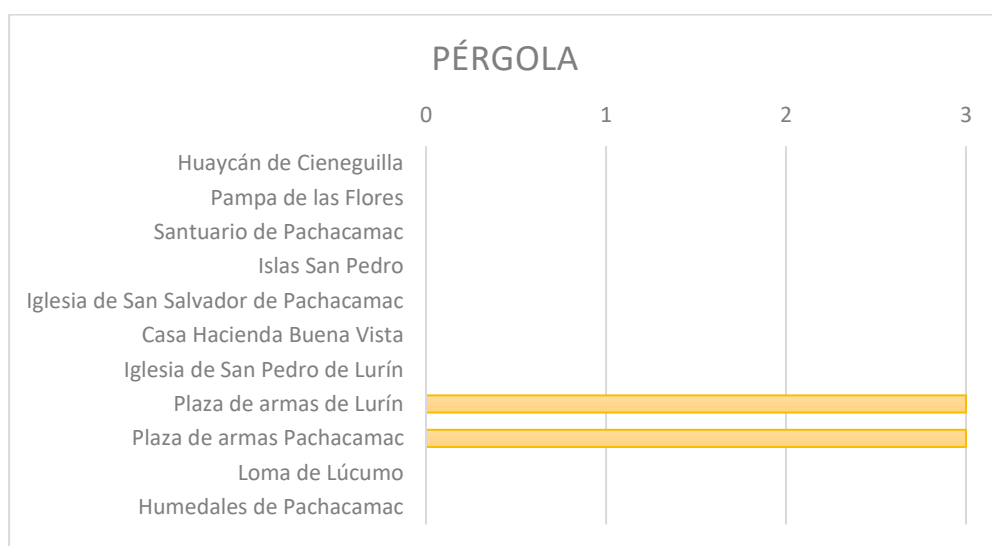 PÉRGOLA
0 1 2 3
Huaycán de Cieneguilla
Pampa de las Flores
Santuario de Pachacamac
Islas San Pedro
Iglesia de San Salvador de Pachacamac
Casa Hacienda Buena Vista
Iglesia de San Pedro de Lurín
Plaza de armas de Lurín
Plaza de armas Pachacamac
Loma de Lúcumo
Humedales de Pachacamac